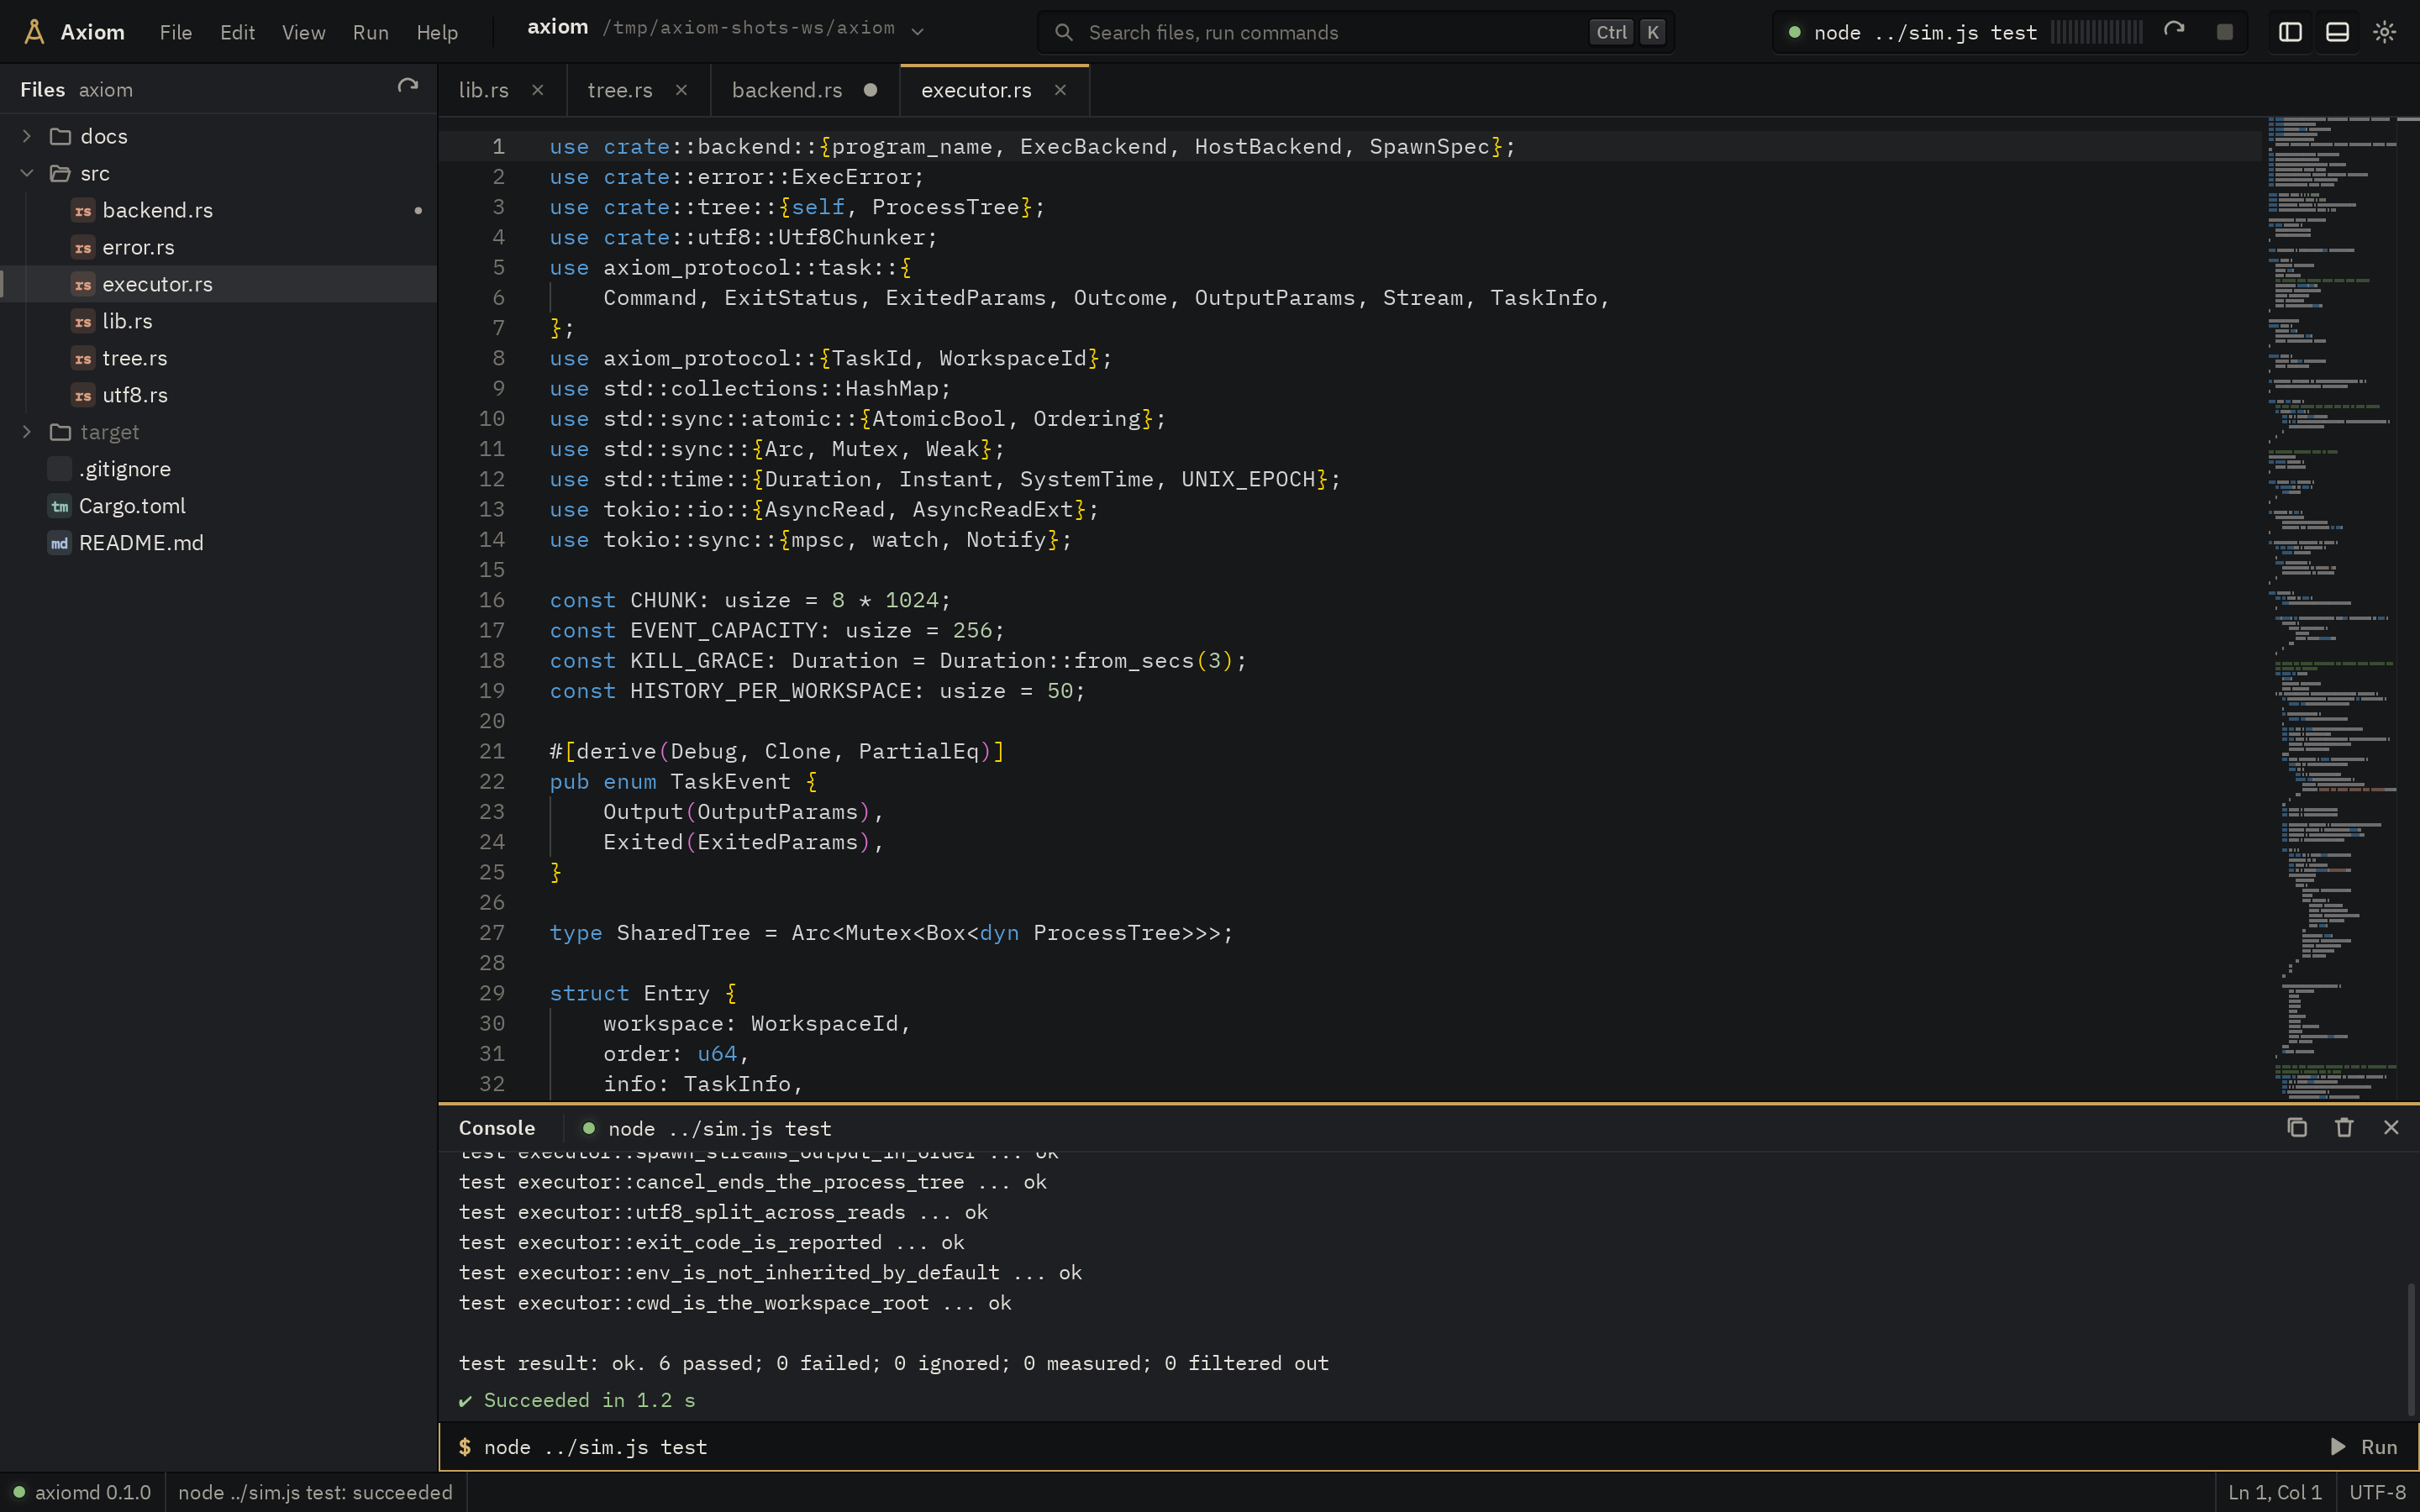 Axiom File Edit View Run Help axiom /tmp/axiom-shots-ws/axiom Search files, run commands Ctrl K node ../sim.js test
Files axiom
docs
src
rs backend.rs
rs error.rs
rs executor.rs
rs lib.rs
rs tree.rs
rs utf8.rs
target
.gitignore
tm Cargo.toml
md README.md
lib.rs × tree.rs × backend.rs executor.rs ×
1 use crate::backend::{program_name, ExecBackend, HostBackend, SpawnSpec};
2 use crate::error::ExecError;
3 use crate::tree::{self, ProcessTree};
4 use crate::utf8::Utf8Chunker;
5 use axiom_protocol::task::{
6     Command, ExitStatus, ExitedParams, Outcome, OutputParams, Stream, TaskInfo,
7 };
8 use axiom_protocol::{TaskId, WorkspaceId};
9 use std::collections::HashMap;
10 use std::sync::atomic::{AtomicBool, Ordering};
11 use std::sync::{Arc, Mutex, Weak};
12 use std::time::{Duration, Instant, SystemTime, UNIX_EPOCH};
13 use tokio::io::{AsyncRead, AsyncReadExt};
14 use tokio::sync::{mpsc, watch, Notify};
15
16 const CHUNK: usize = 8 * 1024;
17 const EVENT_CAPACITY: usize = 256;
18 const KILL_GRACE: Duration = Duration::from_secs(3);
19 const HISTORY_PER_WORKSPACE: usize = 50;
20
21 #[derive(Debug, Clone, PartialEq)]
22 pub enum TaskEvent {
23     Output(OutputParams),
24     Exited(ExitedParams),
25 }
26
27 type SharedTree = Arc<Mutex<Box<dyn ProcessTree>>>;
28
29 struct Entry {
30     workspace: WorkspaceId,
31     order: u64,
32     info: TaskInfo,
Console node ../sim.js test
test executor::spawn_streams_output_in_order ... ok
test executor::cancel_ends_the_process_tree ... ok
test executor::utf8_split_across_reads ... ok
test executor::exit_code_is_reported ... ok
test executor::env_is_not_inherited_by_default ... ok
test executor::cwd_is_the_workspace_root ... ok
test result: ok. 6 passed; 0 failed; 0 ignored; 0 measured; 0 filtered out
✔ Succeeded in 1.2 s
$ node ../sim.js test Run
axiomd 0.1.0 node ../sim.js test: succeeded Ln 1, Col 1 UTF-8